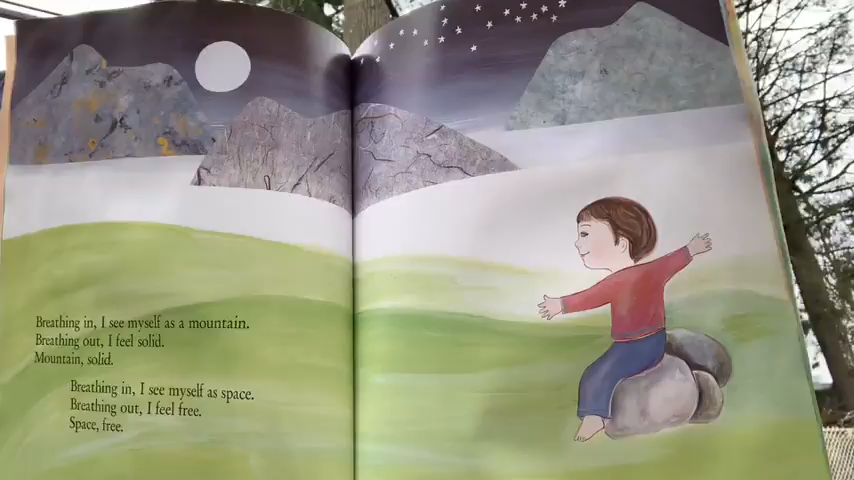 Breathing in, I see myself as a mountain.
Breathing out, I feel solid.
Mountain, solid.
Breathing in, I see myself as space.
Breathing out, I feel free.
Space, free.